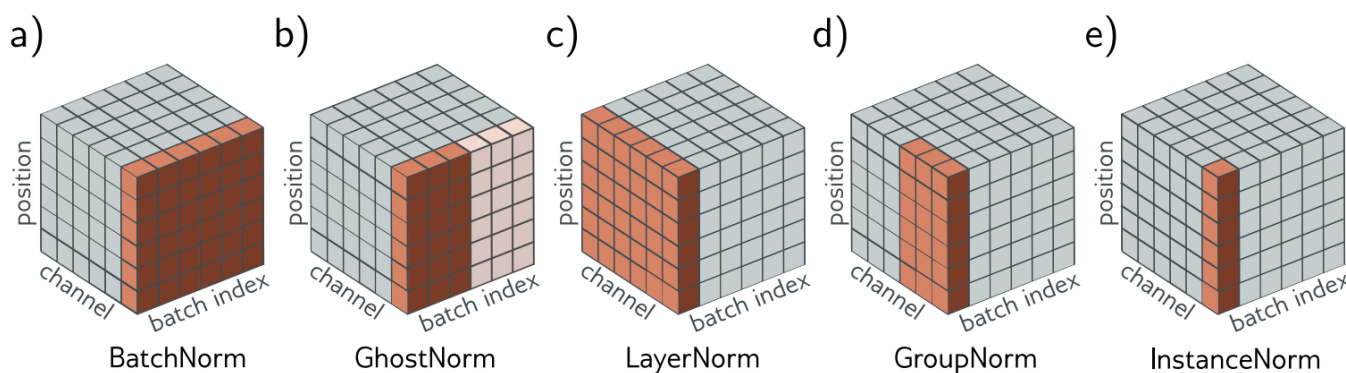 a)
b)
c)
d)
e)
position
channel
batch index
position
channel
batch index
position
channel
batch index
position
channel
batch index
position
channel
batch index
BatchNorm
GhostNorm
LayerNorm
GroupNorm
InstanceNorm